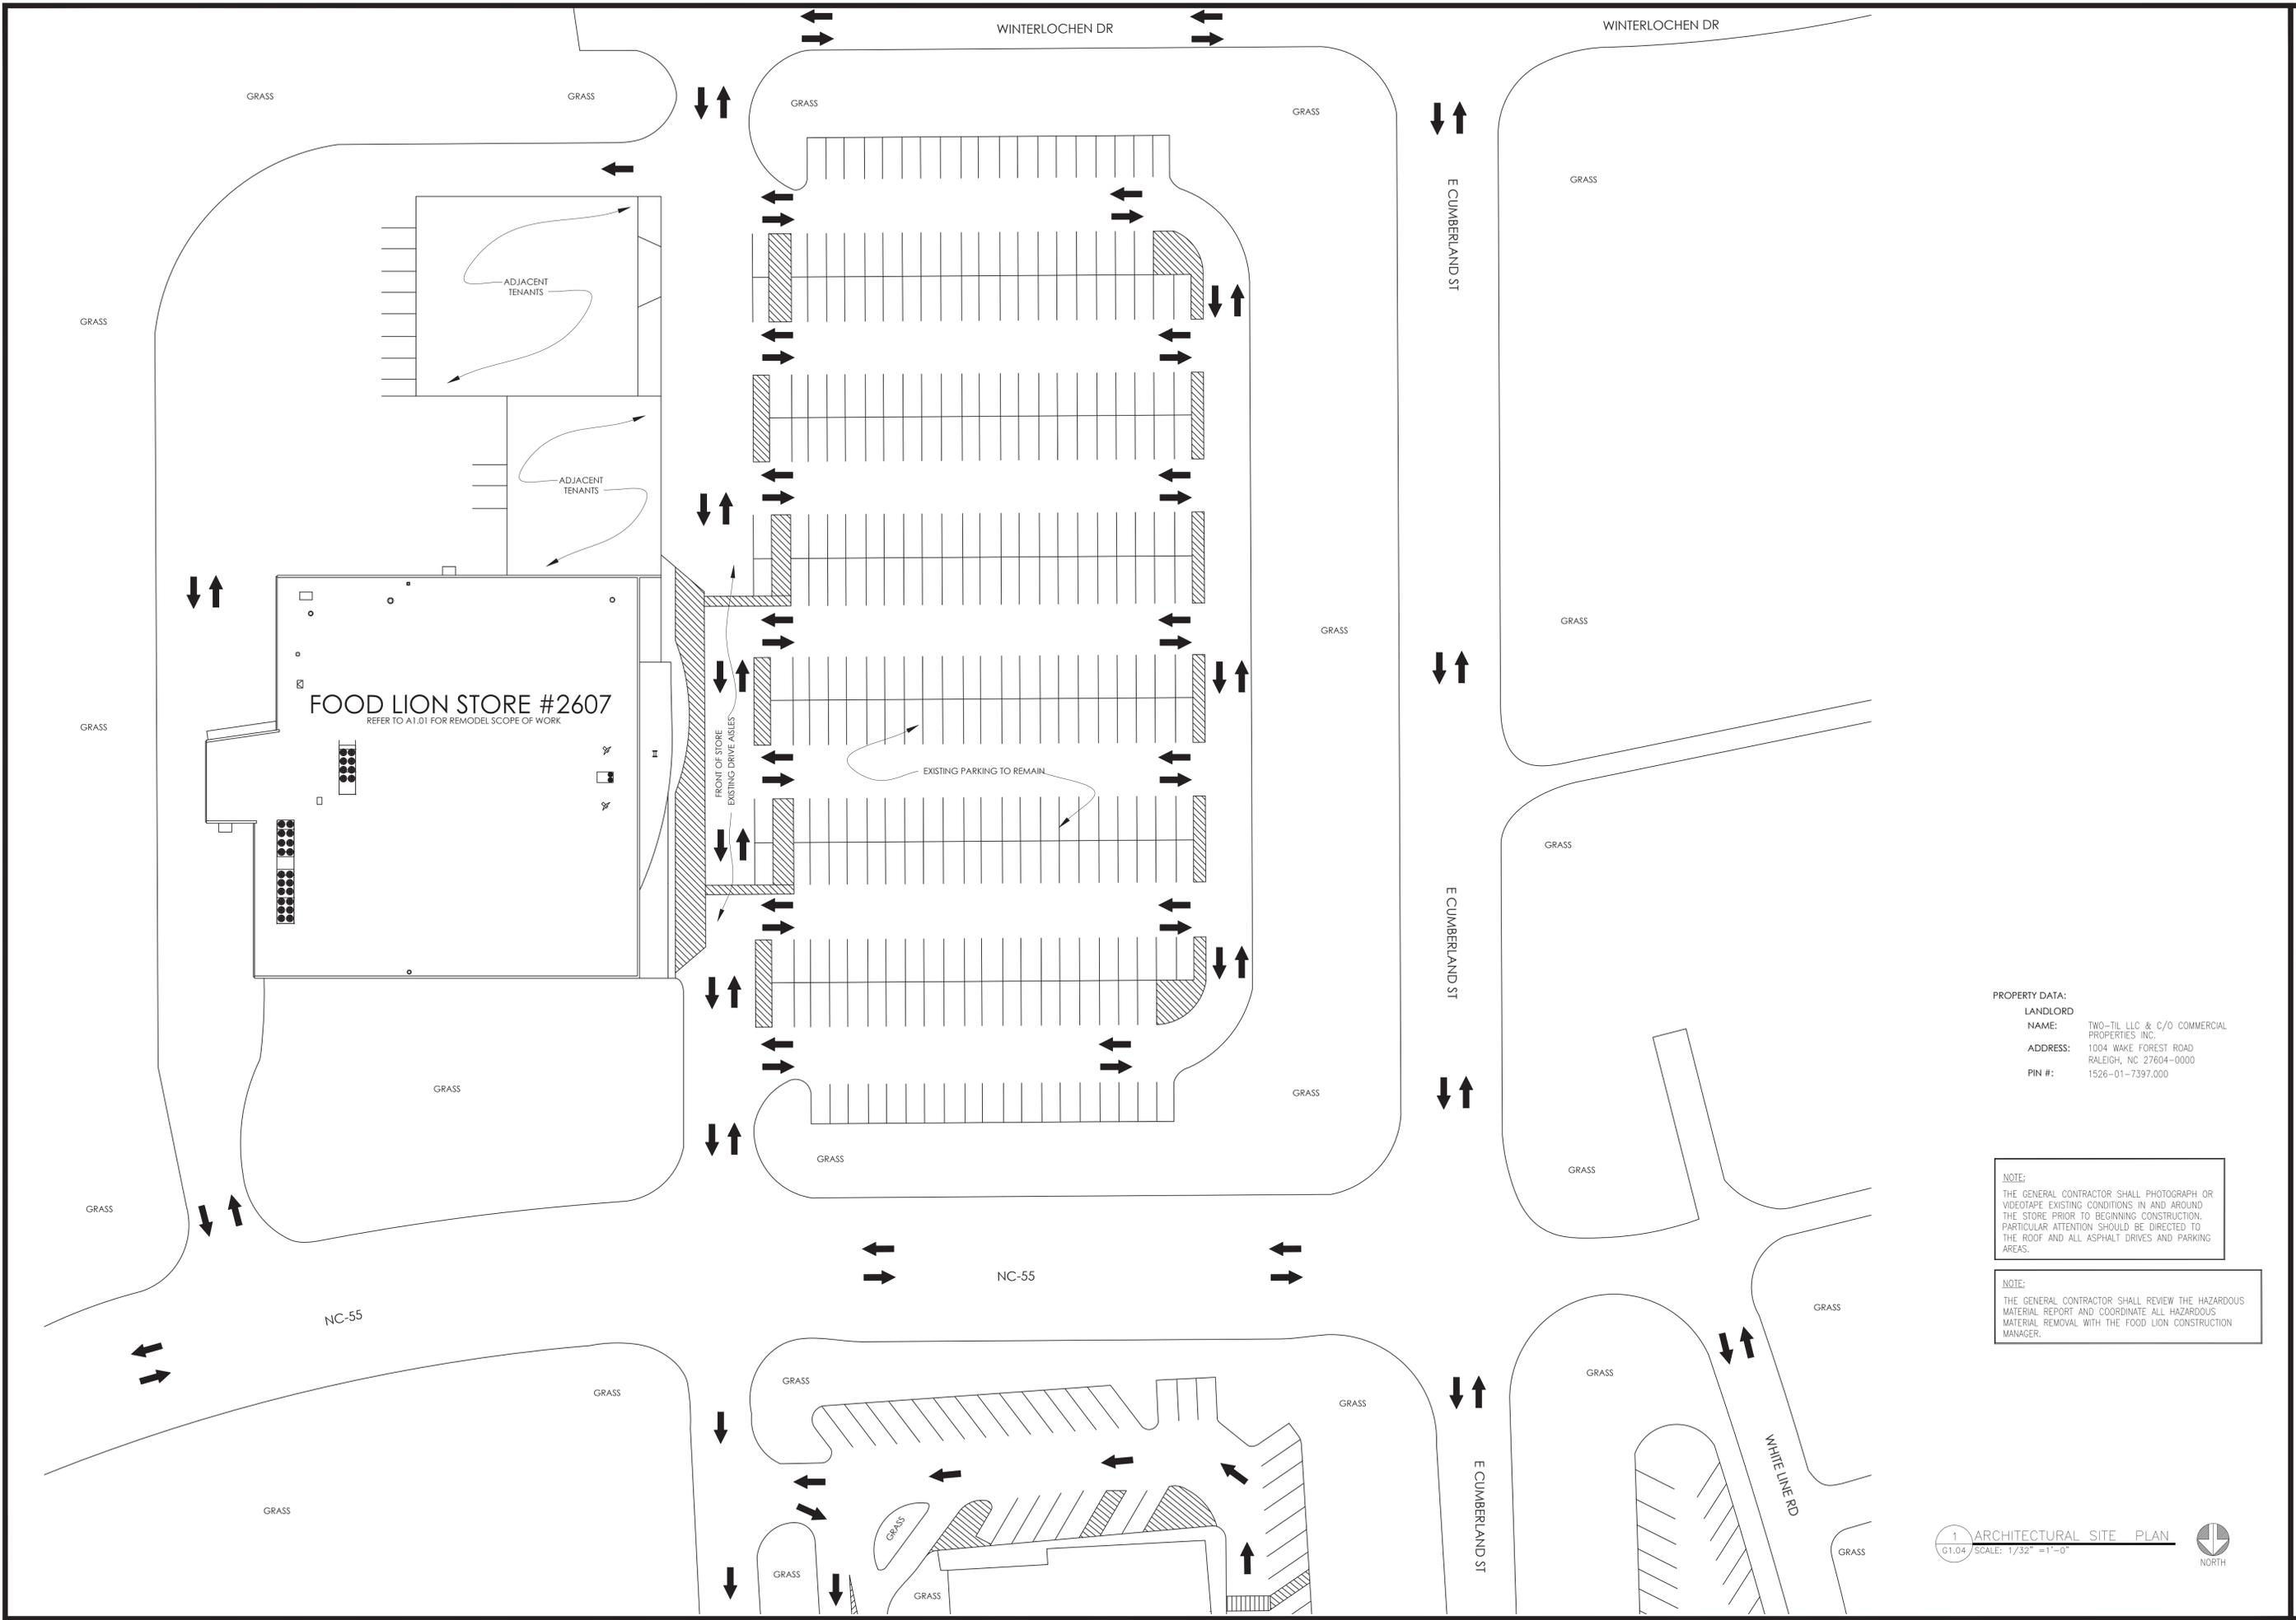 WINTERLOCHEN DR
WINTERLOCHEN DR
GRASS
GRASS
GRASS
GRASS
GRASS
E CUMBERLAND ST
ADJACENT
TENANTS
GRASS
ADJACENT
TENANTS
GRASS
GRASS
FOOD LION STORE #2607
REFER TO A1.01 FOR REMODEL SCOPE OF WORK
GRASS
FRONT OF STORE
EXISTING DRIVE AISLES
EXISTING PARKING TO REMAIN
GRASS
E CUMBERLAND ST
PROPERTY DATA:
LANDLORD
NAME: TWO-TIL LLC & C/O COMMERCIAL
PROPERTIES INC.
ADDRESS: 1004 WAKE FOREST ROAD
RALEIGH, NC 27604-0000
PIN #: 1526-01-7397.000
GRASS
GRASS
GRASS
GRASS
GRASS
NOTE:
THE GENERAL CONTRACTOR SHALL PHOTOGRAPH OR
VIDEOTAPE EXISTING CONDITIONS IN AND AROUND
THE STORE PRIOR TO BEGINNING CONSTRUCTION.
PARTICULAR ATTENTION SHOULD BE DIRECTED TO
THE ROOF AND ALL ASPHALT DRIVES AND PARKING
AREAS.
NC-55
NC-55
GRASS
NOTE:
THE GENERAL CONTRACTOR SHALL REVIEW THE HAZARDOUS
MATERIAL REPORT AND COORDINATE ALL HAZARDOUS
MATERIAL REMOVAL WITH THE FOOD LION CONSTRUCTION
MANAGER.
GRASS
GRASS
GRASS
GRASS
GRASS
GRASS
E CUMBERLAND ST
WHITE LINE RD
GRASS
GRASS
GRASS
1
G1.04
ARCHITECTURAL SITE PLAN
SCALE: 1/32" =1'-0"
NORTH